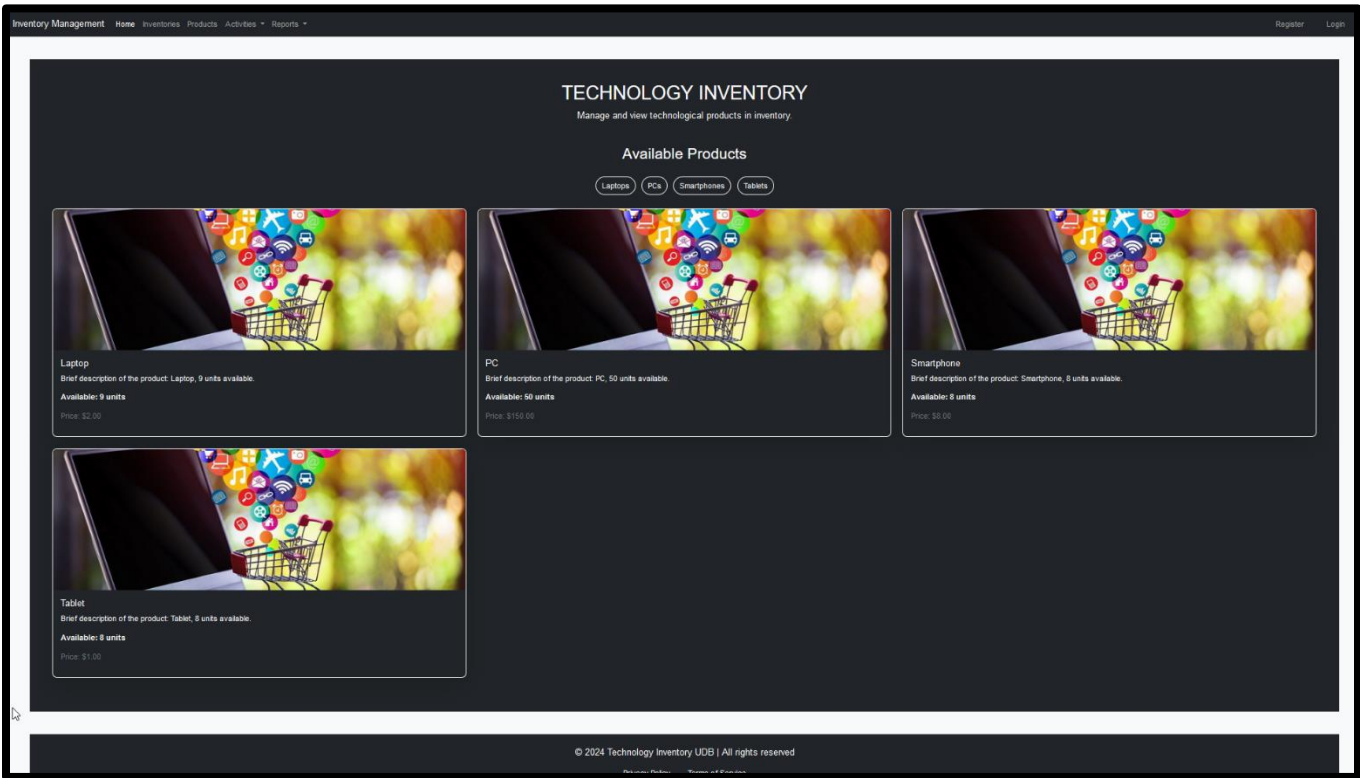 Inventory Management Home Inventories Products Activities Reports Register Login
TECHNOLOGY INVENTORY
Manage and view technological products in inventory.
Available Products
Laptops PCs Smartphones Tablets
Laptop
Brief description of the product: Laptop, 9 units available.
Available: 9 units
Price: $2.00
PC
Brief description of the product: PC, 50 units available.
Available: 50 units
Price: $150.00
Smartphone
Brief description of the product: Smartphone, 8 units available.
Available: 8 units
Price: $8.00
Tablet
Brief description of the product: Tablet, 8 units available.
Available: 8 units
Price: $1.00
© 2024 Technology Inventory UDB | All rights reserved
Privacy Policy Terms of Service